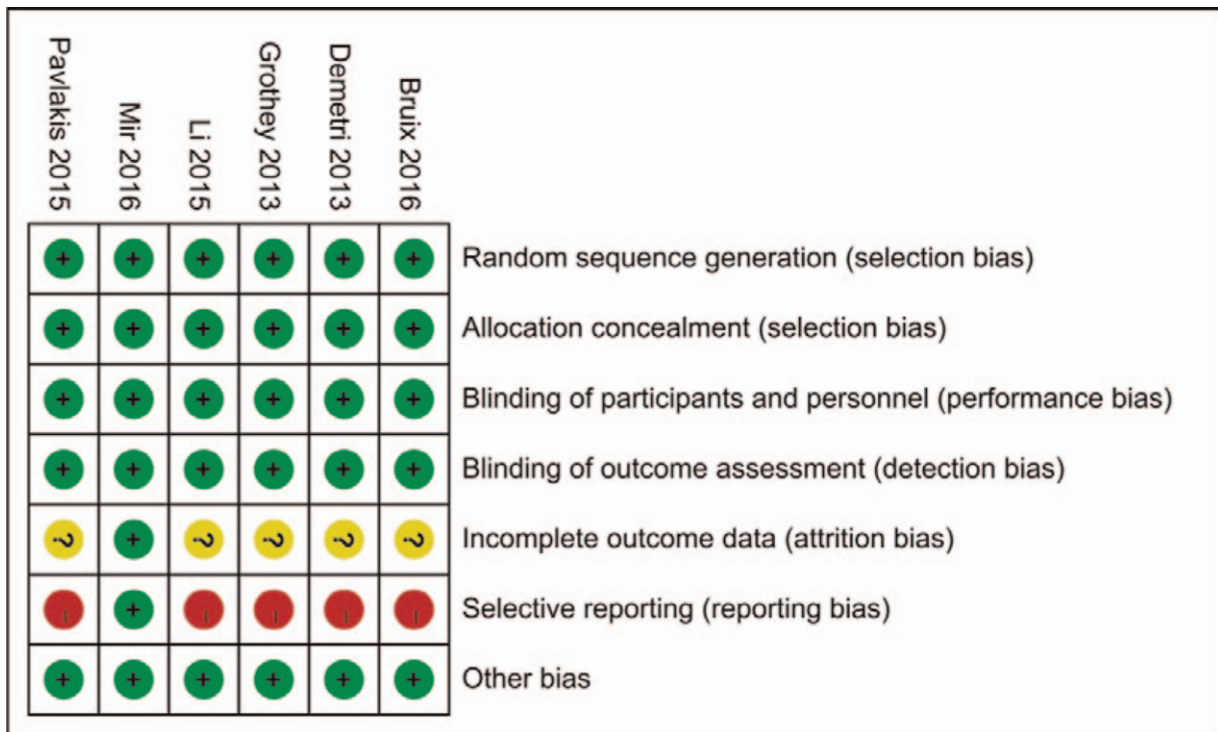 Pavlakis 2015
Mir 2016
Li 2015
Grothey 2013
Demetri 2013
Bruix 2016
+ + + + + + Random sequence generation (selection bias)
+ + + + + + Allocation concealment (selection bias)
+ + + + + + Blinding of participants and personnel (performance bias)
+ + + + + + Blinding of outcome assessment (detection bias)
? + ? ? ? ? Incomplete outcome data (attrition bias)
– + – – – – Selective reporting (reporting bias)
+ + + + + + Other bias